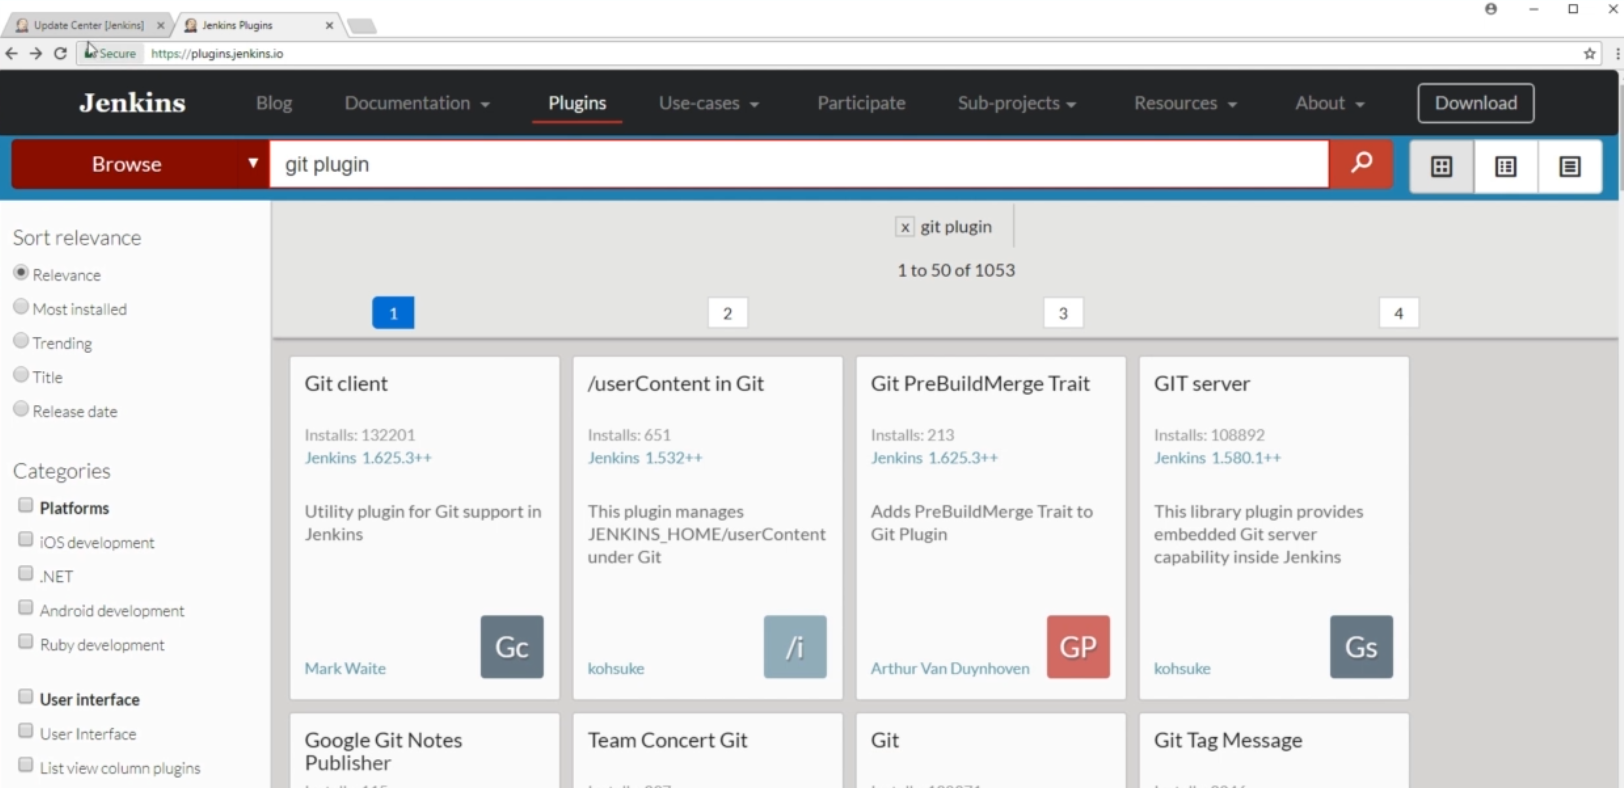 Update Center [Jenkins]
Jenkins Plugins
Secure
https://plugins.jenkins.io
Jenkins
Blog
Documentation
Plugins
Use-cases
Participate
Sub-projects
Resources
About
Download
Browse
git plugin
Sort relevance
Relevance
Most installed
Trending
Title
Release date
Categories
Platforms
iOS development
.NET
Android development
Ruby development
User interface
User Interface
List view column plugins
x git plugin
1 to 50 of 1053
1
2
3
4
Git client
Installs: 132201
Jenkins 1.625.3++
Utility plugin for Git support in
Jenkins
Mark Waite
Gc
/userContent in Git
Installs: 651
Jenkins 1.532++
This plugin manages
JENKINS_HOME/userContent
under Git
kohsuke
/i
Git PreBuildMerge Trait
Installs: 213
Jenkins 1.625.3++
Adds PreBuildMerge Trait to
Git Plugin
Arthur Van Duynhoven
GP
GIT server
Installs: 108892
Jenkins 1.580.1++
This library plugin provides
embedded Git server
capability inside Jenkins
kohsuke
Gs
Google Git Notes
Publisher
Team Concert Git
Git
Git Tag Message